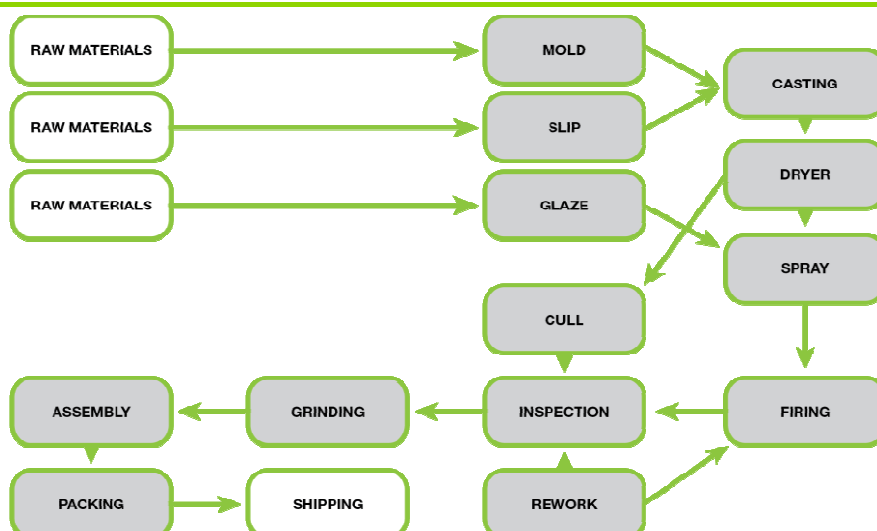 RAW MATERIALS
MOLD
CASTING
RAW MATERIALS
SLIP
DRYER
RAW MATERIALS
GLAZE
SPRAY
CULL
ASSEMBLY
GRINDING
INSPECTION
FIRING
PACKING
SHIPPING
REWORK